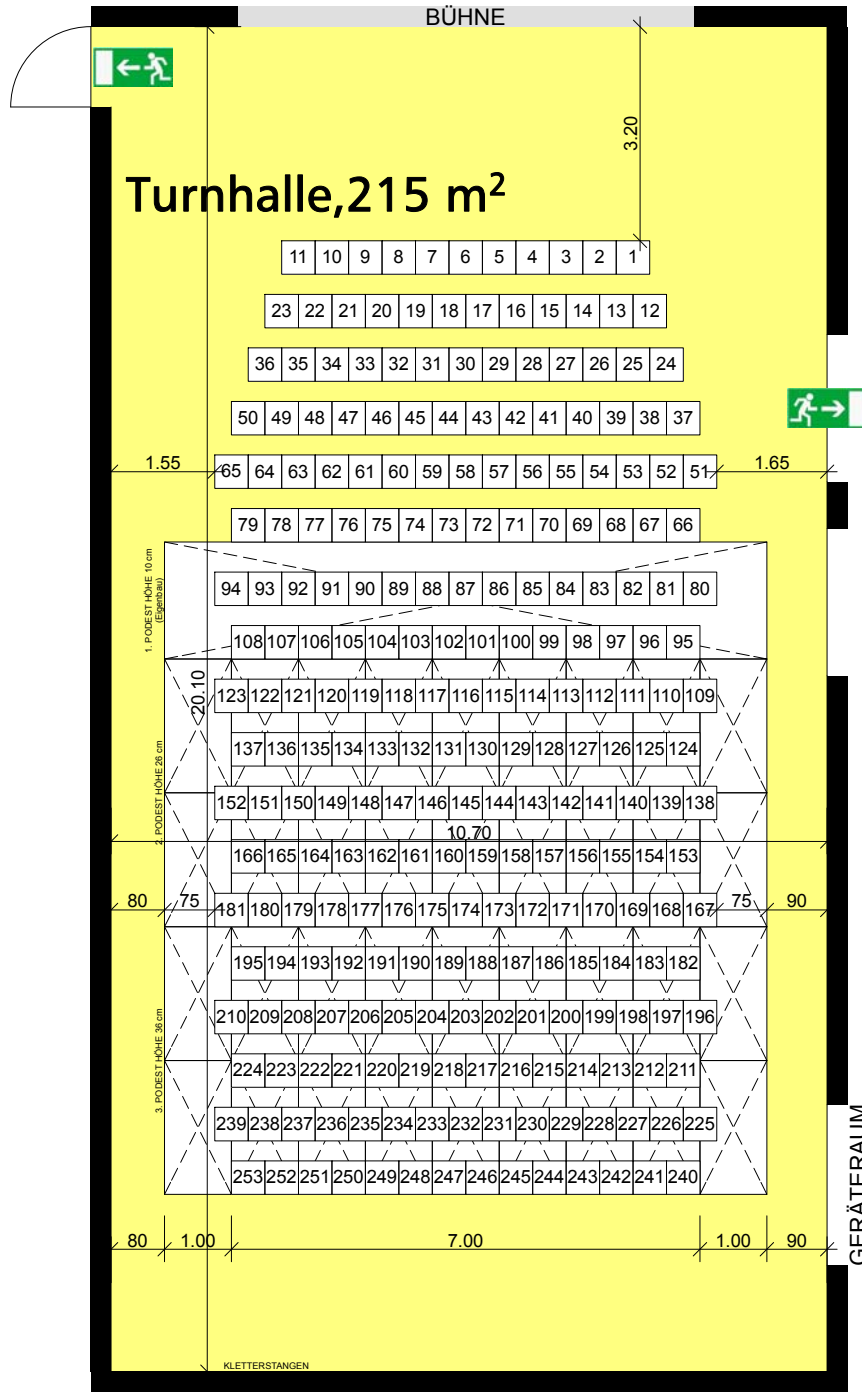 BÜHNE
3.20
Turnhalle,215 m²
11 10 9 8 7 6 5 4 3 2 1
23 22 21 20 19 18 17 16 15 14 13 12
36 35 34 33 32 31 30 29 28 27 26 25 24
50 49 48 47 46 45 44 43 42 41 40 39 38 37
1.55
65 64 63 62 61 60 59 58 57 56 55 54 53 52 51
1.65
79 78 77 76 75 74 73 72 71 70 69 68 67 66
1. PODEST HÖHE 10 cm
(Eigenbau)
94 93 92 91 90 89 88 87 86 85 84 83 82 81 80
108 107 106 105 104 103 102 101 100 99 98 97 96 95
20.10
123 122 121 120 119 118 117 116 115 114 113 112 111 110 109
137 136 135 134 133 132 131 130 129 128 127 126 125 124
2. PODEST HÖHE 26 cm
152 151 150 149 148 147 146 145 144 143 142 141 140 139 138
10.70
166 165 164 163 162 161 160 159 158 157 156 155 154 153
80 75
181 180 179 178 177 176 175 174 173 172 171 170 169 168 167
75 90
195 194 193 192 191 190 189 188 187 186 185 184 183 182
210 209 208 207 206 205 204 203 202 201 200 199 198 197 196
3. PODEST HÖHE 36 cm
224 223 222 221 220 219 218 217 216 215 214 213 212 211
239 238 237 236 235 234 233 232 231 230 229 228 227 226 225
253 252 251 250 249 248 247 246 245 244 243 242 241 240
GERÄTERAUM
80 1.00 7.00 1.00 90
KLETTERSTANGEN